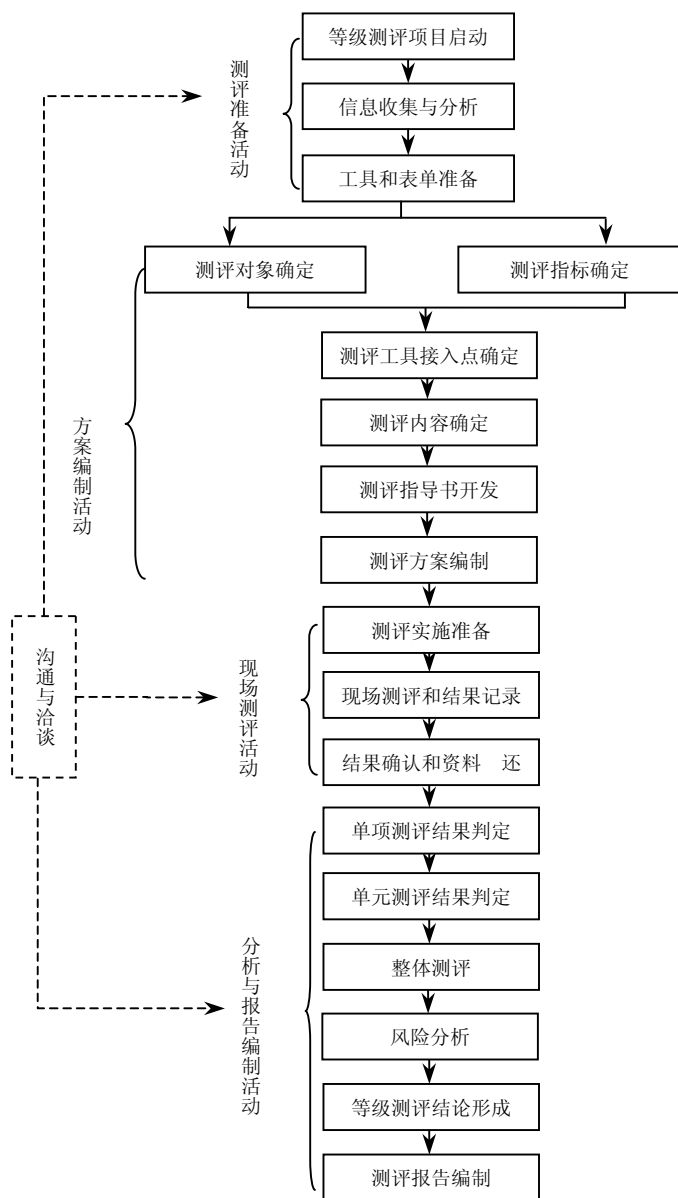 等级测评项目启动
测评准备活动
信息收集与分析
工具和表单准备
测评对象确定
测评指标确定
测评工具接入点确定
测评内容确定
方案编制活动
测评指导书开发
测评方案编制
测评实施准备
沟通与洽谈
现场测评活动
现场测评和结果记录
结果确认和资料 还
单项测评结果判定
单元测评结果判定
整体测评
分析与报告编制活动
风险分析
等级测评结论形成
测评报告编制